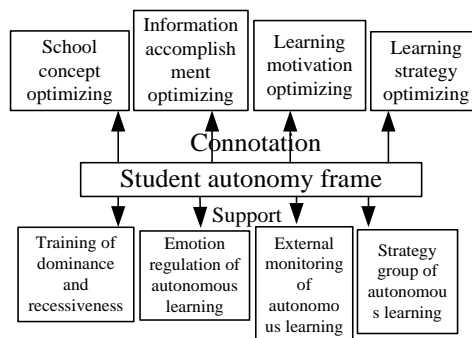 School
concept
optimizing
Information
accomplish
ment
optimizing
Learning
motivation
optimizing
Learning
strategy
optimizing
Connotation
Student autonomy frame
Support
Training of
dominance
and
recessiveness
Emotion
regulation of
autonomous
learning
External
monitoring
of
autonomo
us learning
Strategy
group of
autonomou
s learning